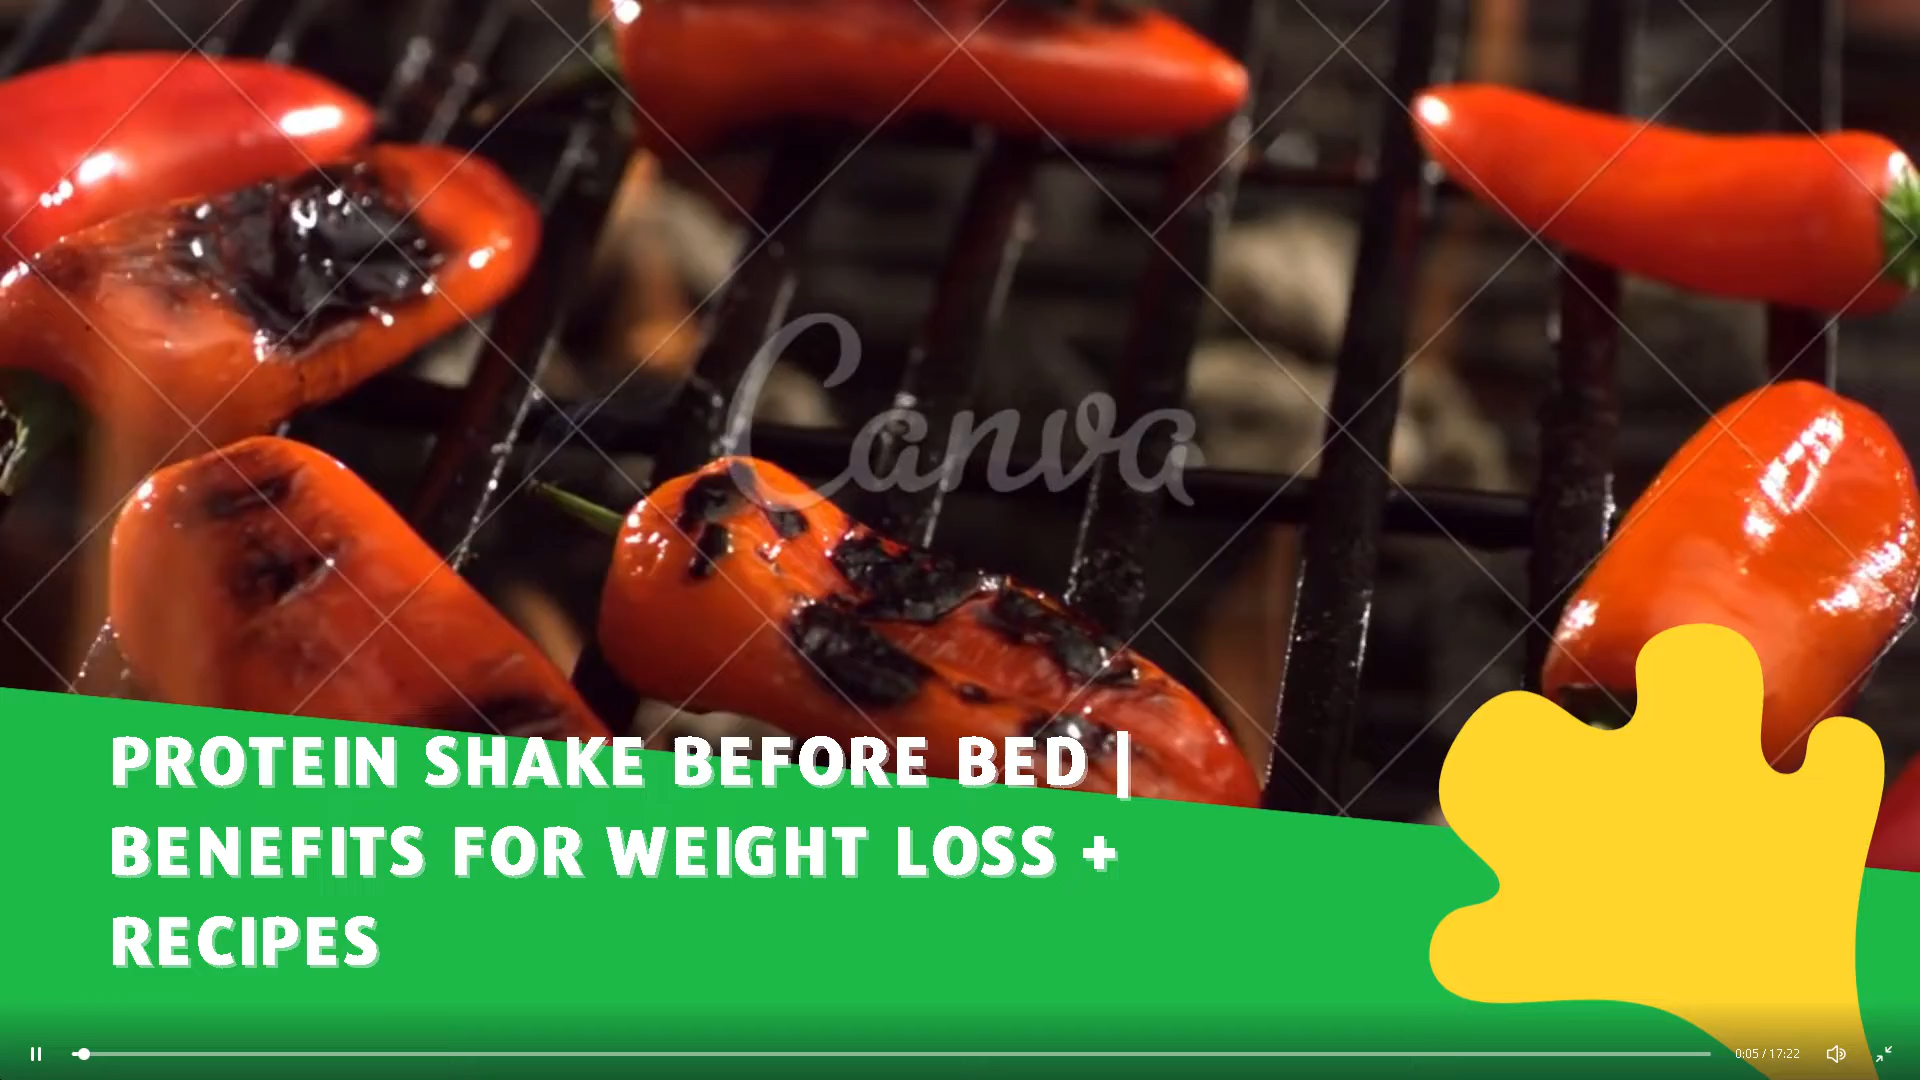 Canva
PROTEIN SHAKE BEFORE BED |
BENEFITS FOR WEIGHT LOSS +
RECIPES
0:05 / 17:22